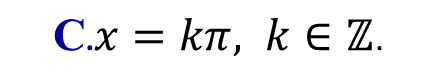 C.x = kπ, k ∈ ℤ.